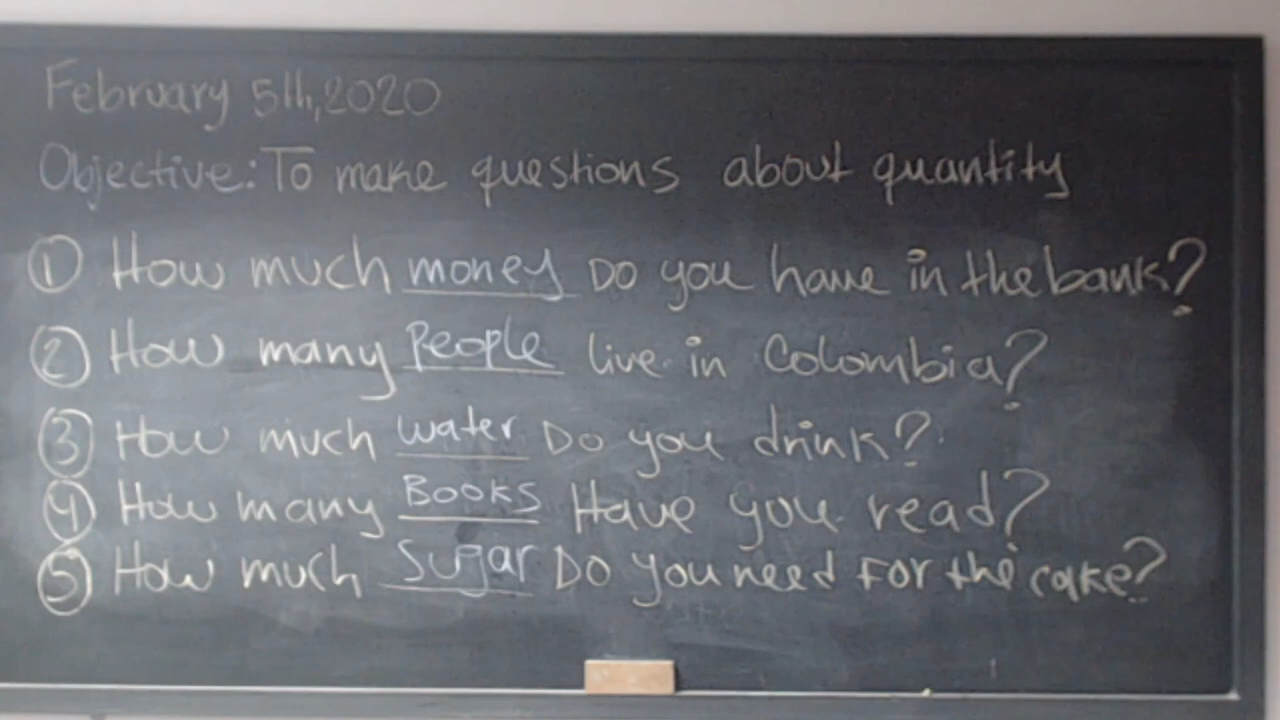 February 5th, 2020
Objective: To make questions about quantity
① How much money Do you have in the bank?
② How many People live in Colombia?
③ How much water Do you drink?
④ How many Books Have you read?
⑤ How much Sugar Do you need For the cake?